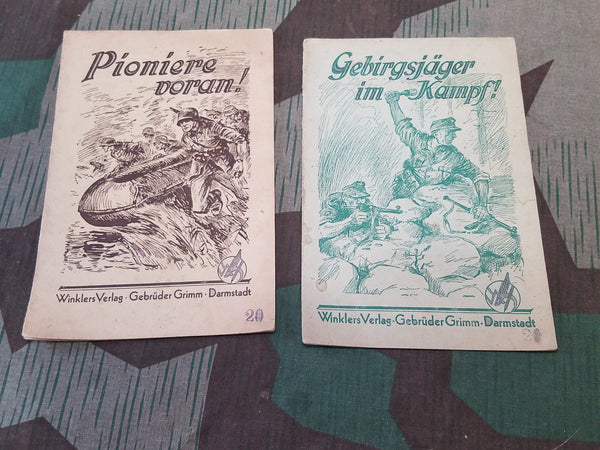 Pioniere
voran!
Winklers Verlag · Gebrüder Grimm · Darmstadt
20
Gebirgsjäger
im Kampf!
Winklers Verlag · Gebrüder Grimm · Darmstadt